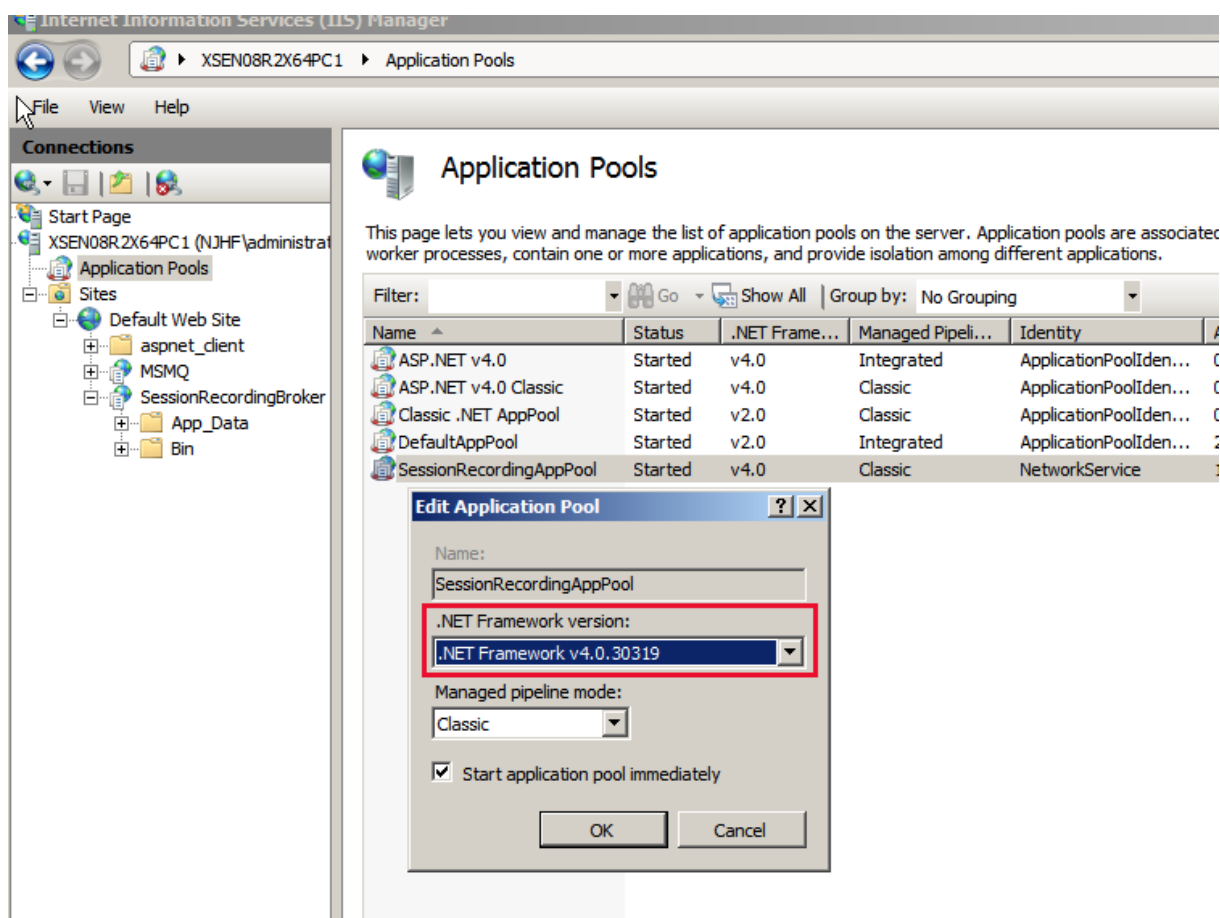 Internet Information Services (IIS) Manager
XSEN08R2X64PC1 Application Pools
File View Help
Connections
Start Page
XSEN08R2X64PC1 (NJHF\administrat
Application Pools
Sites
Default Web Site
aspnet_client
MSMQ
SessionRecordingBroker
App_Data
Bin
Application Pools
This page lets you view and manage the list of application pools on the server. Application pools are associated
worker processes, contain one or more applications, and provide isolation among different applications.
Filter: Go Show All Group by: No Grouping
Name Status .NET Frame... Managed Pipeli... Identity A
ASP.NET v4.0 Started v4.0 Integrated ApplicationPoolIden... 0
ASP.NET v4.0 Classic Started v4.0 Classic ApplicationPoolIden... 0
Classic .NET AppPool Started v2.0 Classic ApplicationPoolIden... 0
DefaultAppPool Started v2.0 Integrated ApplicationPoolIden... 2
SessionRecordingAppPool Started v4.0 Classic NetworkService 1
Edit Application Pool
Name:
SessionRecordingAppPool
.NET Framework version:
.NET Framework v4.0.30319
Managed pipeline mode:
Classic
Start application pool immediately
OK Cancel